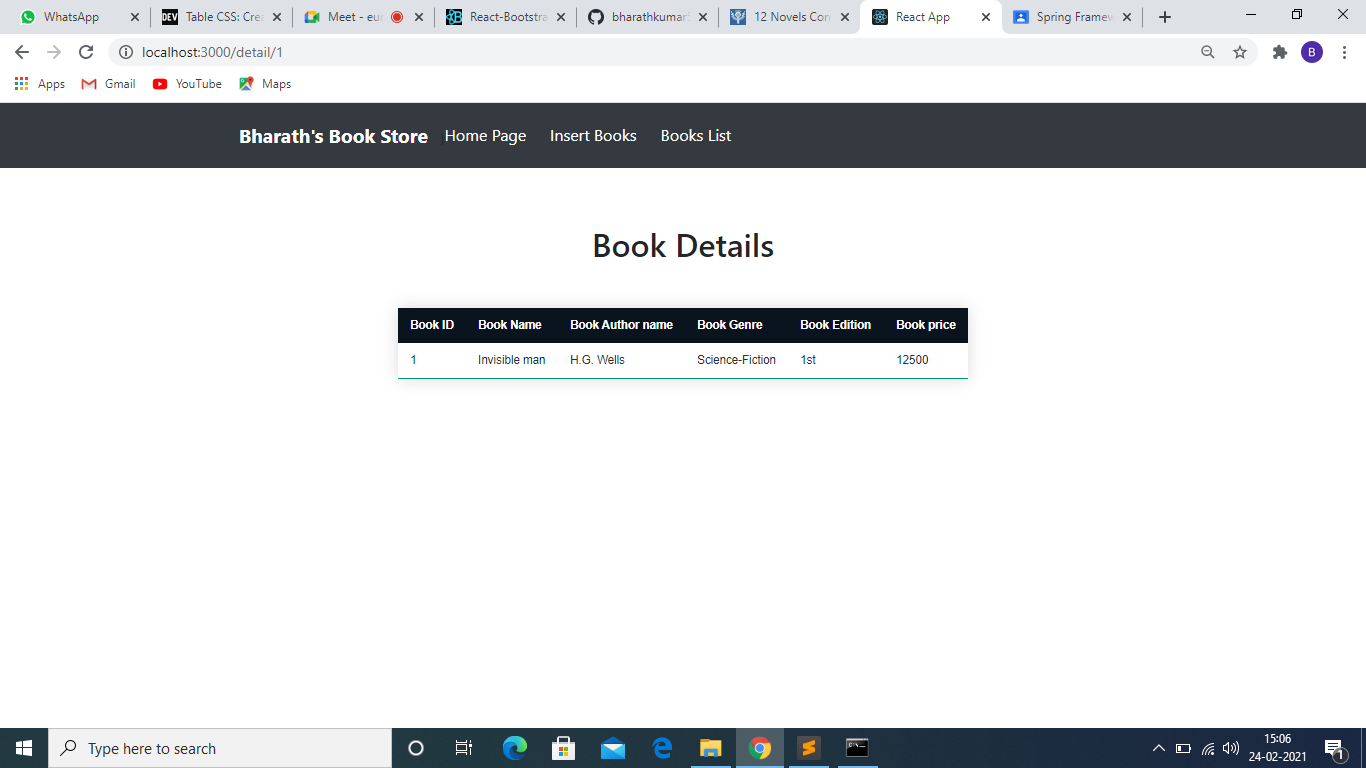 WhatsApp DEV Table CSS: Crea Meet - eur React-Bootstra bharathkumar 12 Novels Con React App Spring Framew
localhost:3000/detail/1 B
Apps Gmail YouTube Maps
Bharath's Book Store Home Page Insert Books Books List
Book Details
Book ID Book Name Book Author name Book Genre Book Edition Book price
1 Invisible man H.G. Wells Science-Fiction 1st 12500
Type here to search
15:06
24-02-2021
1